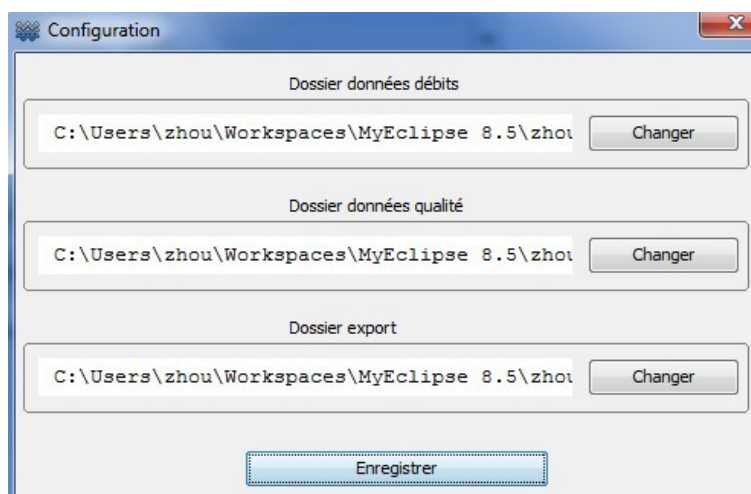 Configuration
Dossier données débits
C:\Users\zhou\Workspaces\MyEclipse 8.5\zhou
Changer
Dossier données qualité
C:\Users\zhou\Workspaces\MyEclipse 8.5\zhou
Changer
Dossier export
C:\Users\zhou\Workspaces\MyEclipse 8.5\zhou
Changer
Enregistrer